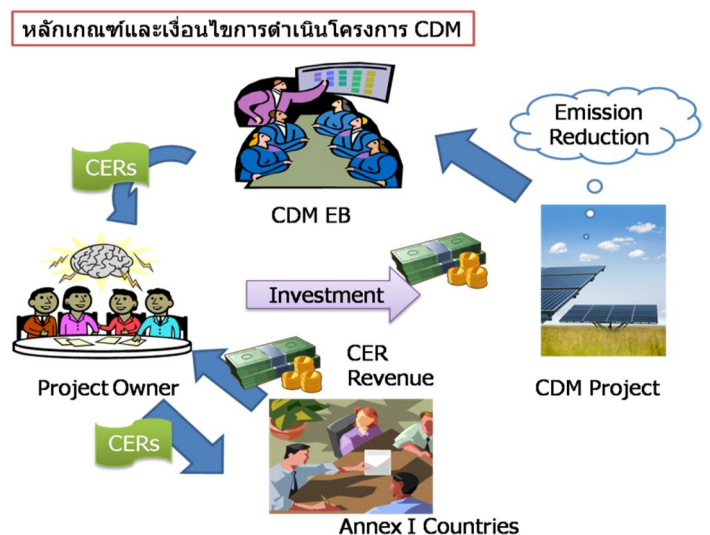 หลักเกณฑ์และเงื่อนไขการดำเนินโครงการ CDM
Emission
Reduction
CERs
CDM EB
Investment
CER
Revenue
Project Owner
CDM Project
CERs
Annex I Countries